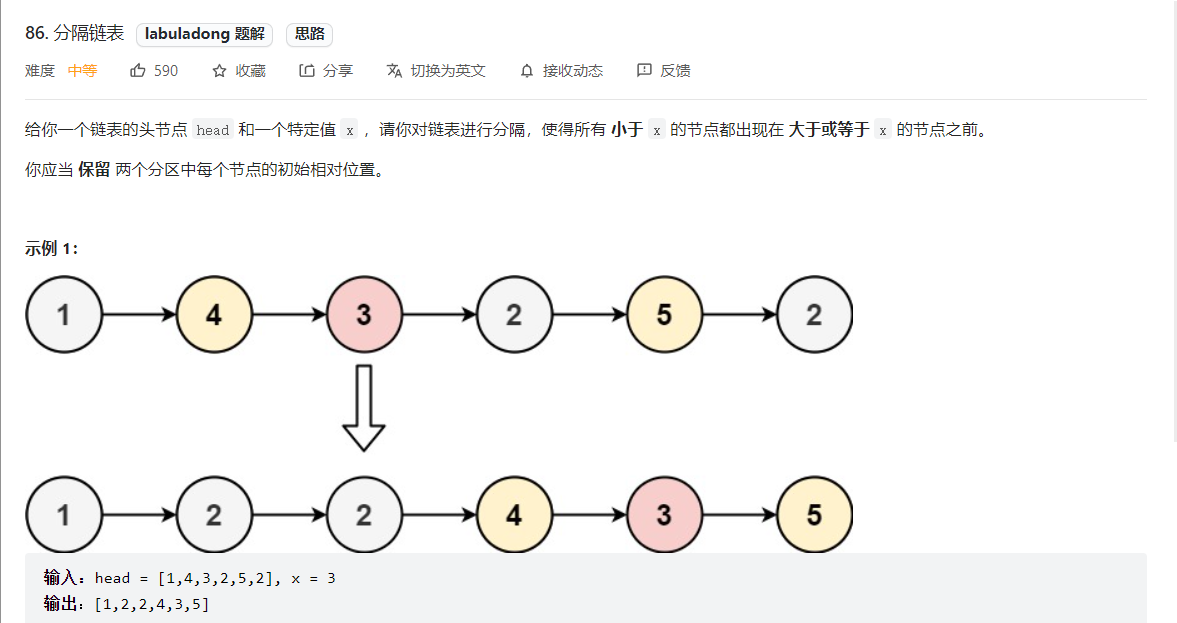 86. 分隔链表 labuladong 题解 思路
难度 中等 590 收藏 分享 切换为英文 接收动态 反馈
给你一个链表的头节点 head 和一个特定值 x ，请你对链表进行分隔，使得所有 小于 x 的节点都出现在 大于或等于 x 的节点之前。
你应当 保留 两个分区中每个节点的初始相对位置。
示例 1：
1 4 3 2 5 2
1 2 2 4 3 5
输入：head = [1,4,3,2,5,2], x = 3
输出：[1,2,2,4,3,5]